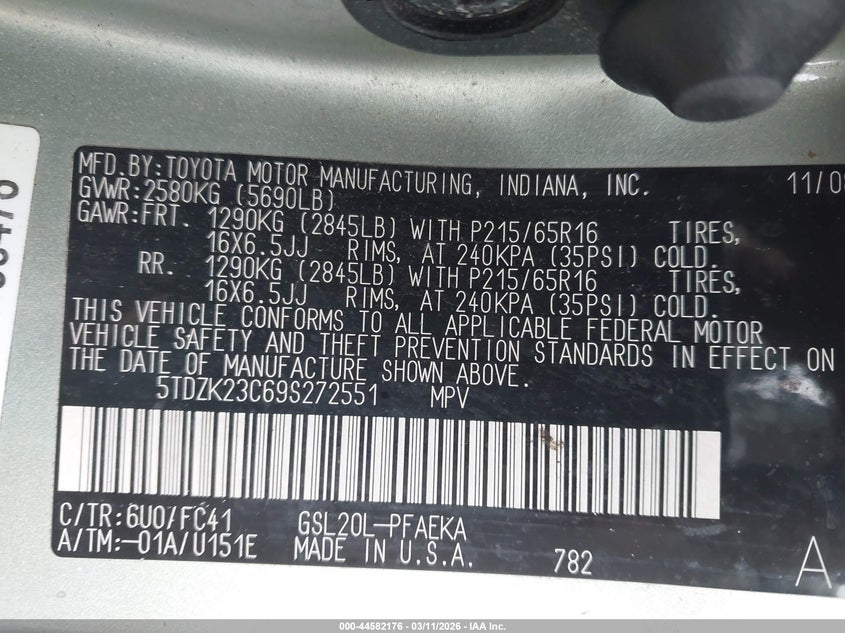 MFD.BY:TOYOTA MOTOR MANUFACTURING, INDIANA, INC. 11/0
GVWR:2580KG (5690LB)
GAWR:FRT. 1290KG (2845LB) WITH P215/65R16 TIRES,
16X6.5JJ RIMS, AT 240KPA (35PSI) COLD.
RR. 1290KG (2845LB) WITH P215/65R16 TIRES,
16X6.5JJ RIMS, AT 240KPA (35PSI) COLD.
THIS VEHICLE CONFORMS TO ALL APPLICABLE FEDERAL MOTOR
VEHICLE SAFETY AND THEFT PREVENTION STANDARDS IN EFFECT ON
THE DATE OF MANUFACTURE SHOWN ABOVE.
5TDZK23C69S272551 MPV
C/TR:6U0/FC41 GSL20L-PFAEKA
A/TM:-01A/U151E MADE IN U.S.A. 782 A
000-44582176 - 03/11/2026 - IAA Inc.